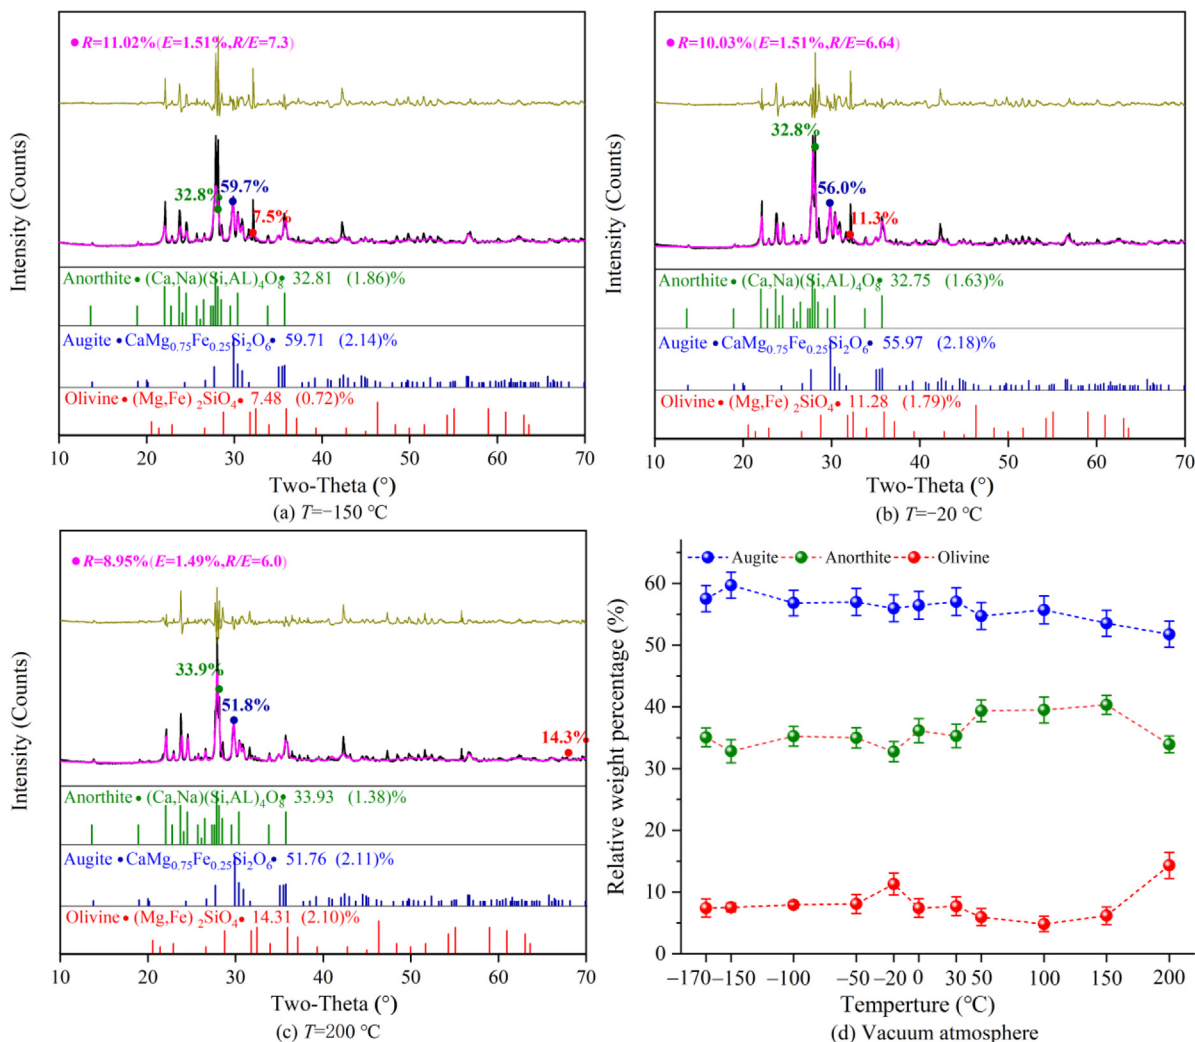 R=11.02%(E=1.51%,R/E=7.3)
32.8%
59.7%
7.5%
Intensity (Counts)
Anorthite • (Ca,Na)(Si,AL)₄O₈• 32.81 (1.86)%
Augite •CaMg₀.₇₅Fe₀.₂₅Si₂O₆• 59.71 (2.14)%
Olivine • (Mg,Fe) ₂SiO₄• 7.48 (0.72)%
10 20 30 40 50 60 70
Two-Theta (°)
(a) T=−150 °C
R=10.03%(E=1.51%,R/E=6.64)
32.8%
56.0%
11.3%
Intensity (Counts)
Anorthite • (Ca,Na)(Si,AL)₄O₈• 32.75 (1.63)%
Augite •CaMg₀.₇₅Fe₀.₂₅Si₂O₆• 55.97 (2.18)%
Olivine • (Mg,Fe) ₂SiO₄• 11.28 (1.79)%
10 20 30 40 50 60 70
Two-Theta (°)
(b) T=−20 °C
R=8.95%(E=1.49%,R/E=6.0)
33.9%
51.8%
14.3%
Intensity (Counts)
Anorthite • (Ca,Na)(Si,AL)₄O₈• 33.93 (1.38)%
Augite •CaMg₀.₇₅Fe₀.₂₅Si₂O₆• 51.76 (2.11)%
Olivine • (Mg,Fe) ₂SiO₄• 14.31 (2.10)%
10 20 30 40 50 60 70
Two-Theta (°)
(c) T=200 °C
Augite Anorthite Olivine
Relative weight percentage (%)
60
50
40
30
20
10
0
−170 −150 −100 −50 −20 0 30 50 100 150 200
Temperture (°C)
(d) Vacuum atmosphere